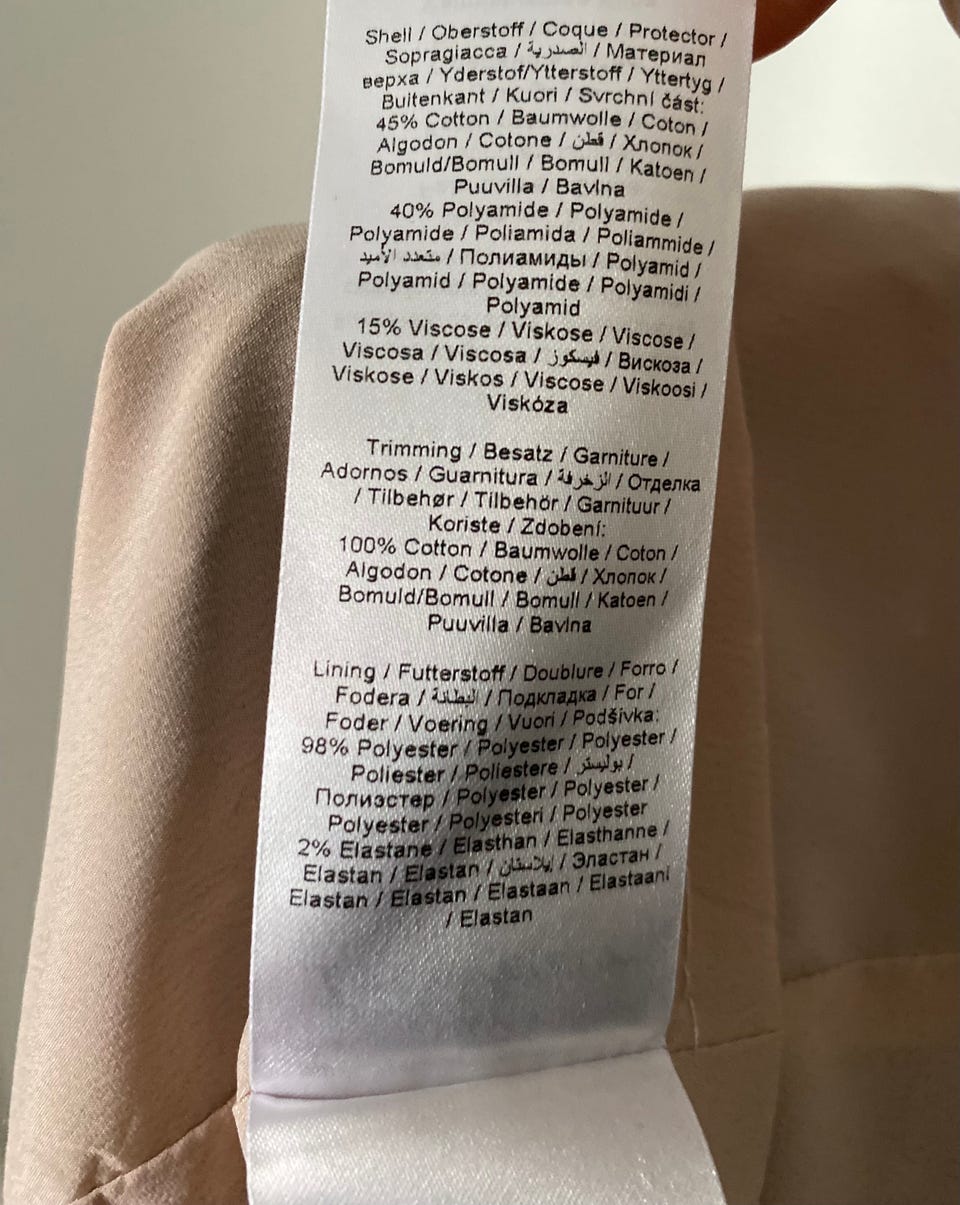 Shell / Oberstoff / Coque / Protector /
Sopragiacca / الصدرية / Материал
верха / Yderstof/Ytterstoff / Yttertyg /
Buitenkant / Kuori / Svrchní část:
45% Cotton / Baumwolle / Coton /
Algodon / Cotone / قطن / Хлопок /
Bomuld/Bomull / Bomull / Katoen /
Puuvilla / Bavlna
40% Polyamide / Polyamide /
Polyamide / Poliamida / Poliammide /
متعدد الأميد / Полиамиды / Polyamid /
Polyamid / Polyamide / Polyamidi /
Polyamid
15% Viscose / Viskose / Viscose /
Viscosa / Viscosa / فيسكوز / Вискоза /
Viskose / Viskos / Viscose / Viskoosi /
Viskóza
Trimming / Besatz / Garniture /
Adornos / Guarnitura / الزخرفة / Отделка
/ Tilbehør / Tilbehör / Garnituur /
Koriste / Zdobení:
100% Cotton / Baumwolle / Coton /
Algodon / Cotone / قطن / Хлопок /
Bomuld/Bomull / Bomull / Katoen /
Puuvilla / Bavlna
Lining / Futterstoff / Doublure / Forro /
Fodera / البطانة / Подкладка / For /
Foder / Voering / Vuori / Podšívka:
98% Polyester / Polyester / Polyester /
Poliester / Poliestere / بوليستر /
Полиэстер / Polyester / Polyester /
Polyester / Polyesteri / Polyester
2% Elastane / Elasthan / Elasthanne /
Elastan / Elastan / إيلاستان / Эластан /
Elastan / Elastan / Elastaan / Elastaani
/ Elastan